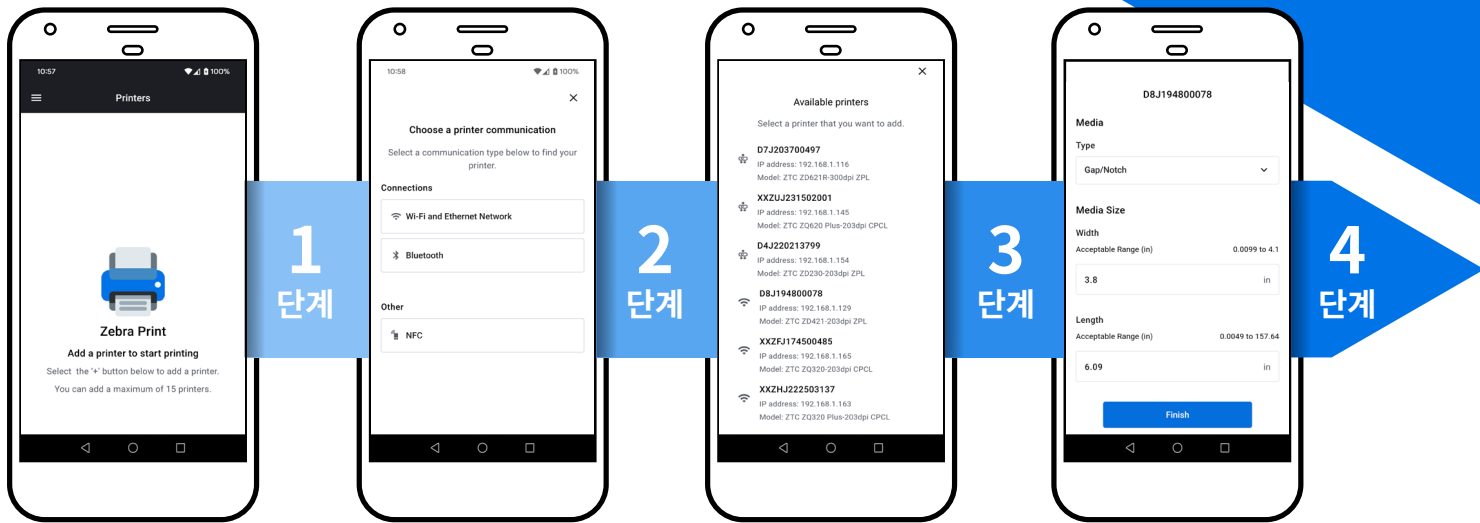 10:57
100%
Printers
Zebra Print
Add a printer to start printing
Select the '+' button below to add a printer.
You can add a maximum of 15 printers.
1
단계
10:58
100%
Choose a printer communication
Select a communication type below to find your
printer.
Connections
Wi-Fi and Ethernet Network
Bluetooth
Other
NFC
2
단계
Available printers
Select a printer that you want to add.
D7J203700497
IP address: 192.168.1.116
Model: ZTC ZD621R-300dpi ZPL
XXZUJ231502001
IP address: 192.168.1.145
Model: ZTC ZQ620 Plus-203dpi CPCL
D4J220213799
IP address: 192.168.1.154
Model: ZTC ZD230-203dpi ZPL
D8J194800078
IP address: 192.168.1.129
Model: ZTC ZD421-203dpi ZPL
XXZFJ174500485
IP address: 192.168.1.165
Model: ZTC ZQ320-203dpi CPCL
XXZHJ222503137
IP address: 192.168.1.163
Model: ZTC ZQ320 Plus-203dpi CPCL
3
단계
D8J194800078
Media
Type
Gap/Notch
Media Size
Width
Acceptable Range (in) 0.0099 to 4.1
3.8 in
Length
Acceptable Range (in) 0.0049 to 157.64
6.09 in
Finish
4
단계